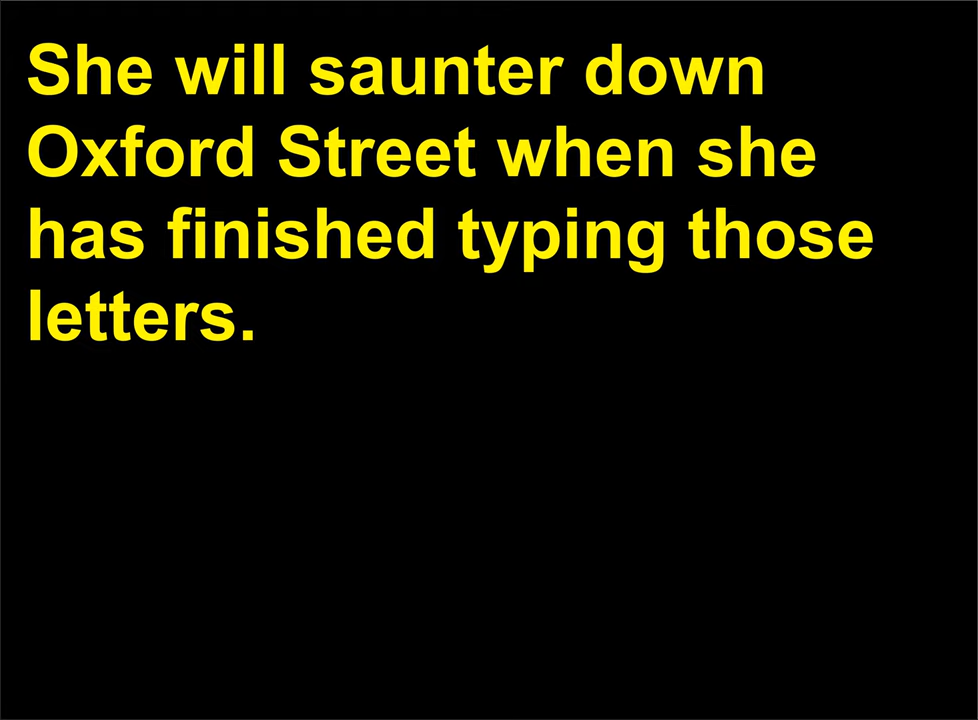 She will saunter down
Oxford Street when she
has finished typing those
letters.